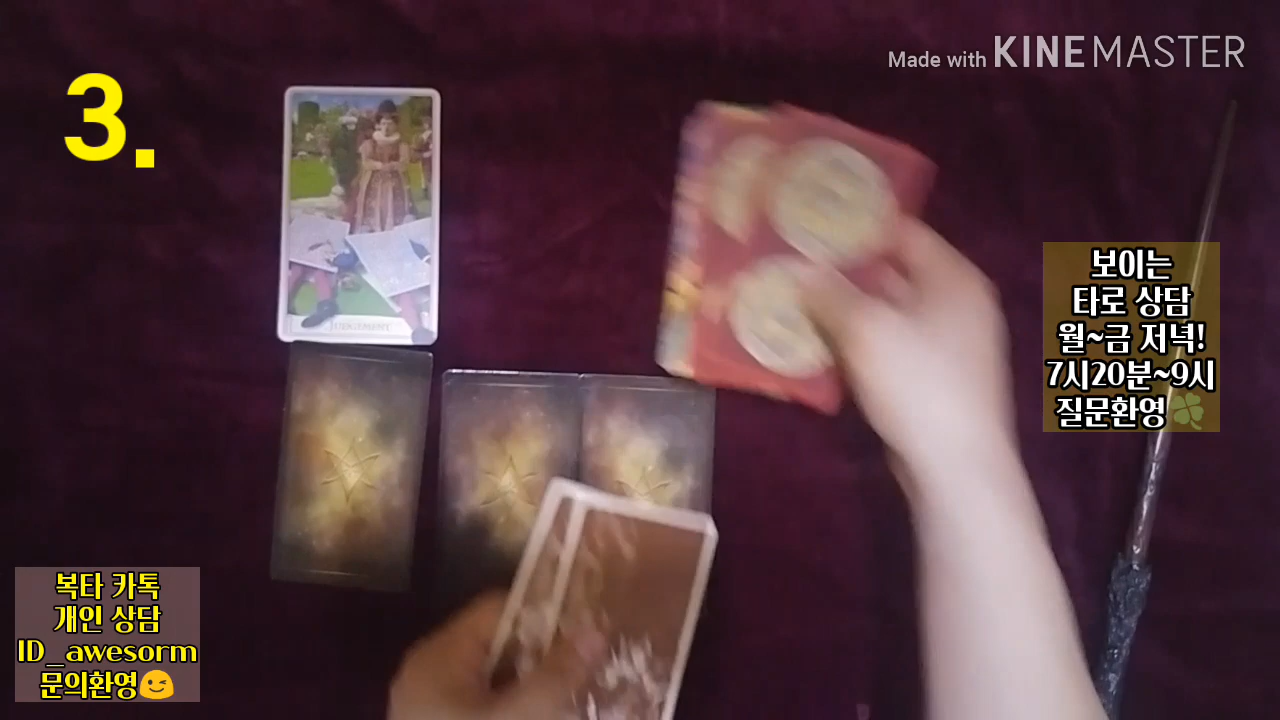 Made with KINEMASTER
3.
JUDGEMENT
보이는
타로 상담
월~금 저녁!
7시20분~9시
질문환영🍀
복타 카톡
개인 상담
ID_awesorm
문의환영😉